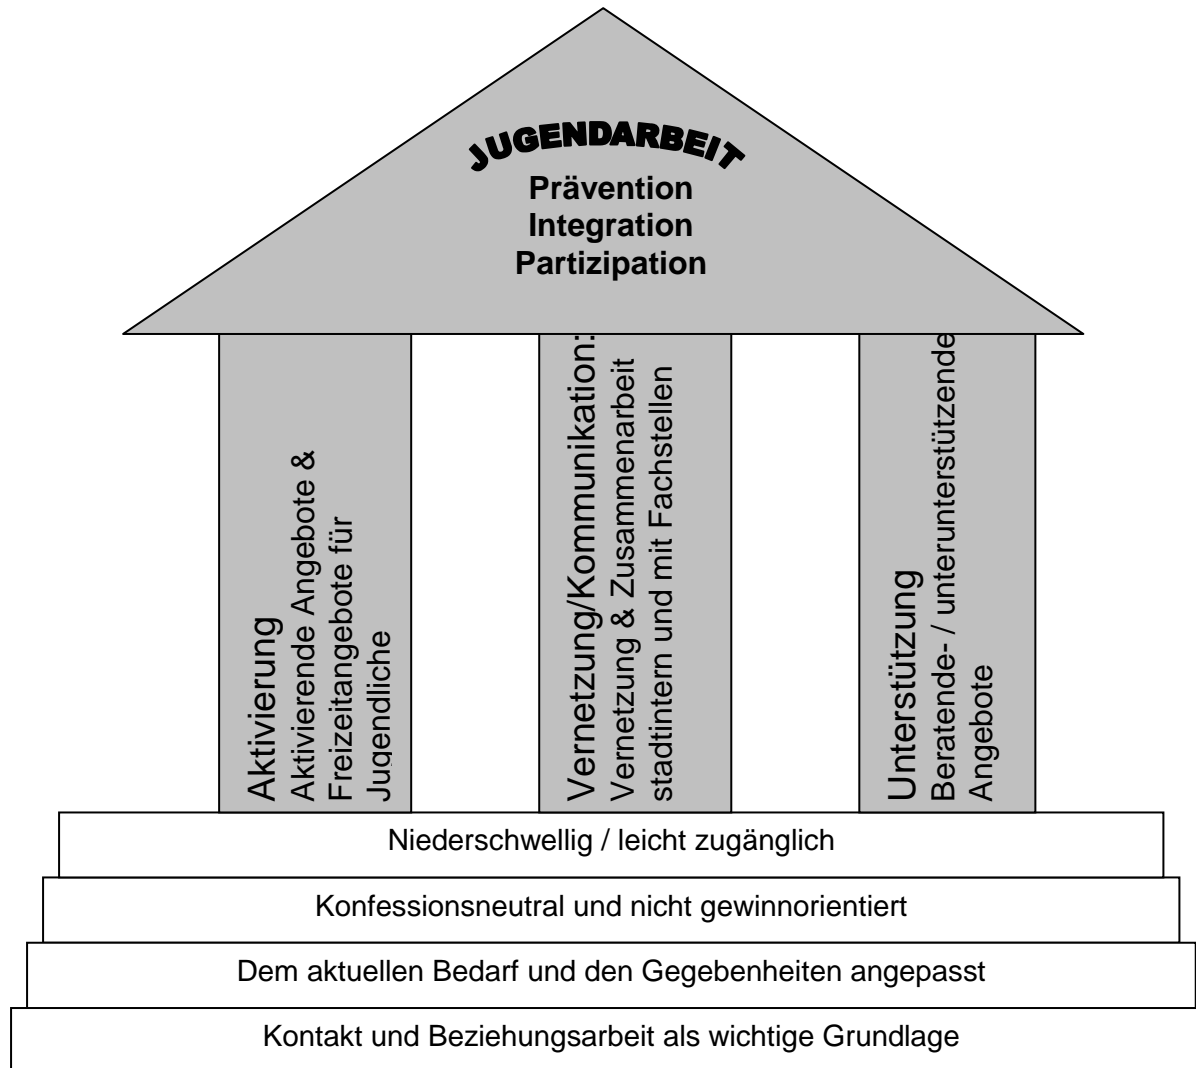 JUGENDARBEIT
Prävention
Integration
Partizipation
Aktivierung
Aktivierende Angebote &
Freizeitangebote für
Jugendliche
Vernetzung/Kommunikation:
Vernetzung & Zusammenarbeit
stadtintern und mit Fachstellen
Unterstützung
Beratende- / unterunterstützende
Angebote
Niederschwellig / leicht zugänglich
Konfessionsneutral und nicht gewinnorientiert
Dem aktuellen Bedarf und den Gegebenheiten angepasst
Kontakt und Beziehungsarbeit als wichtige Grundlage